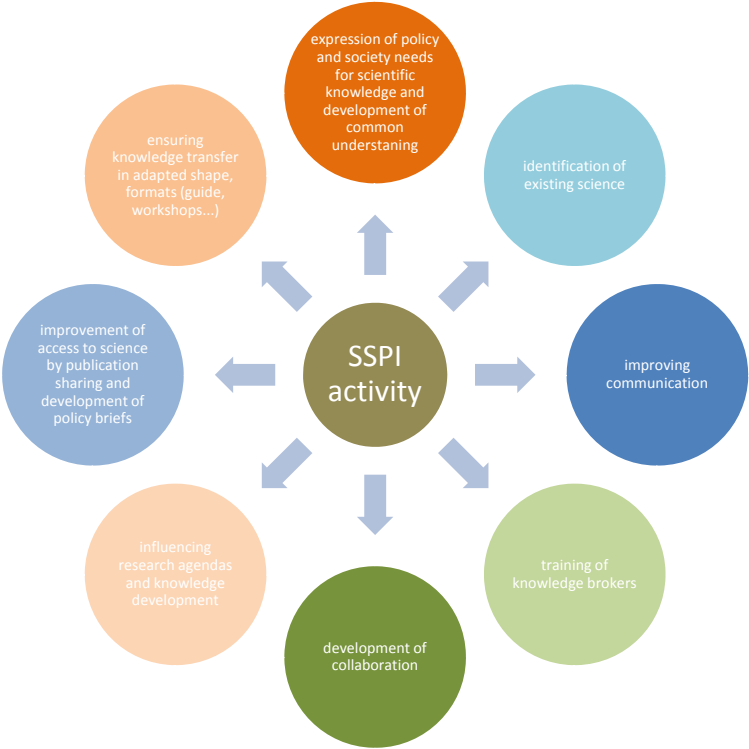 expression of policy
and society needs
for scientific
knowledge and
development of
common
understaning
identification of
existing science
improving
communication
training of
knowledge brokers
development of
collaboration
influencing
research agendas
and knowledge
development
improvement of
access to science
by publication
sharing and
development of
policy briefs
ensuring
knowledge transfer
in adapted shape,
formats (guide,
workshops...)
SSPI
activity